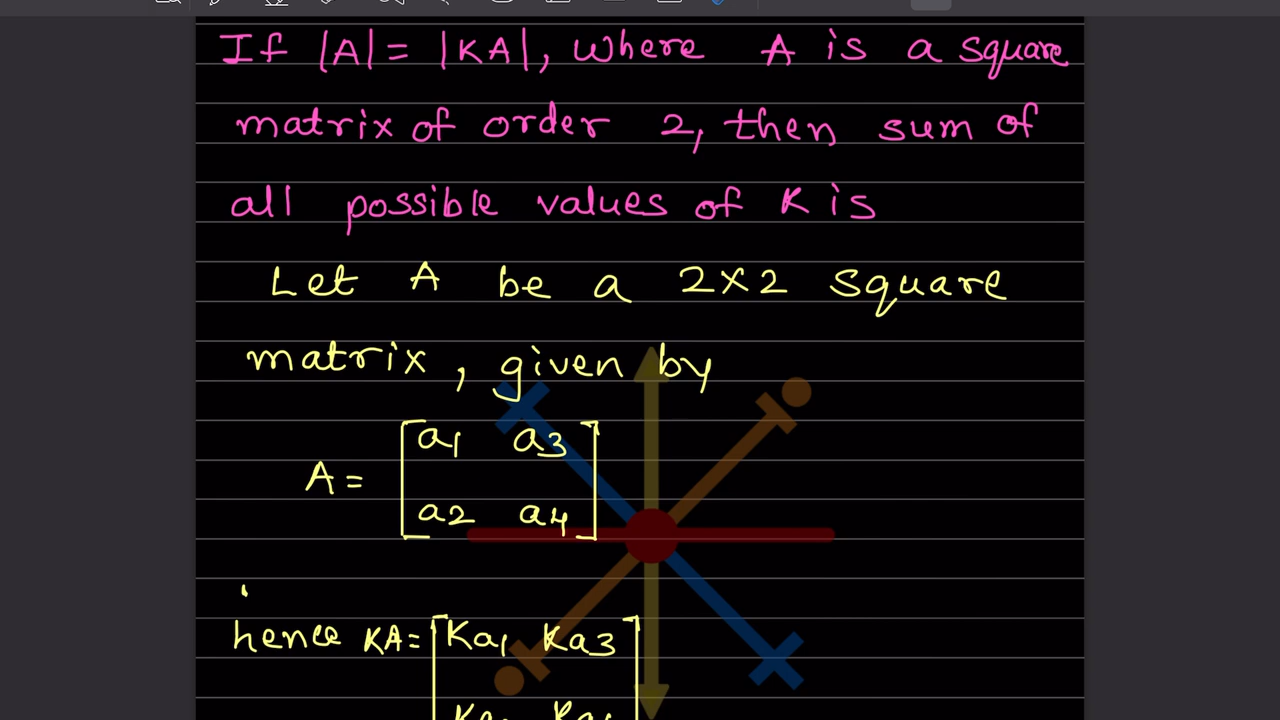 If |A| = |KA|, where A is a square
matrix of order 2, then sum of
all possible values of K is
Let A be a 2×2 square
matrix, given by
a1 a3
A =
a2 a4
hence KA = Ka1 Ka3